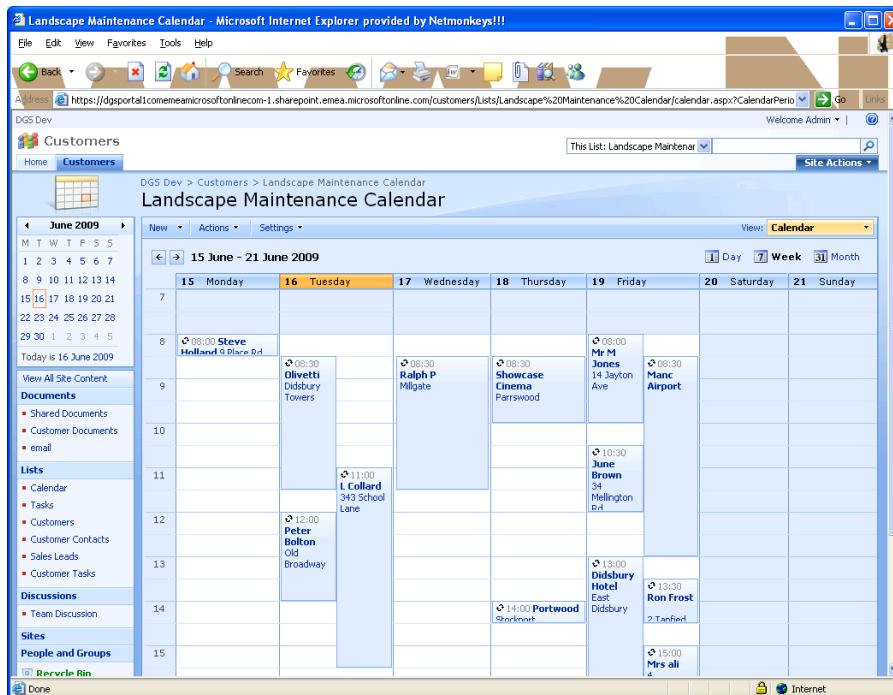 Landscape Maintenance Calendar - Microsoft Internet Explorer provided by Netmonkeys!!!
File Edit View Favorites Tools Help
Back Search Favorites
Address https://dgsportal1comemeamicrosoftonlinecom-1.sharepoint.emea.microsoftonline.com/customers/Lists/Landscape%20Maintenance%20Calendar/calendar.aspx?CalendarPerio Go Links
DGS Dev Welcome Admin
Customers This List: Landscape Maintenar
Home Customers Site Actions
DGS Dev > Customers > Landscape Maintenance Calendar
Landscape Maintenance Calendar
June 2009
M T W T F S S
1 2 3 4 5 6 7
8 9 10 11 12 13 14
15 16 17 18 19 20 21
22 23 24 25 26 27 28
29 30 1 2 3 4 5
Today is 16 June 2009
View All Site Content
Documents
Shared Documents
Customer Documents
email
Lists
Calendar
Tasks
Customers
Customer Contacts
Sales Leads
Customer Tasks
Discussions
Team Discussion
Sites
People and Groups
Recycle Bin
New Actions Settings View: Calendar
15 June - 21 June 2009 1 Day 7 Week 31 Month
15 Monday 16 Tuesday 17 Wednesday 18 Thursday 19 Friday 20 Saturday 21 Sunday
7
8
9
10
11
12
13
14
15
08:00 Steve
Holland 9 Place Rd
08:30
Olivetti
Didsbury
Towers
11:00
L Collard
343 School
Lane
12:00
Peter
Bolton
Old
Broadway
08:30
Ralph P
Millgate
08:30
Showcase
Cinema
Parrswood
14:00 Portwood
Stockport
08:00
Mr M
Jones
14 Jayton
Ave
08:30
Manc
Airport
10:30
June
Brown
34
Mellington
Rd
13:00
Didsbury
Hotel
East
Didsbury
13:30
Ron Frost
2 Tanfied
15:00
Mrs ali
4
Done Internet